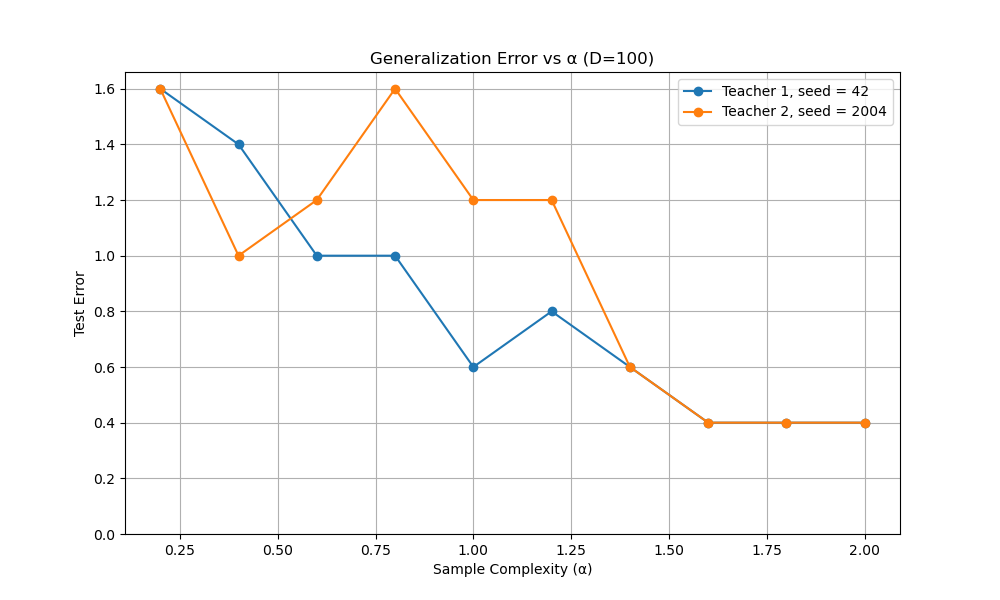 Generalization Error vs α (D=100)
Teacher 1, seed = 42
Teacher 2, seed = 2004
Test Error
1.6
1.4
1.2
1.0
0.8
0.6
0.4
0.2
0.0
0.25 0.50 0.75 1.00 1.25 1.50 1.75 2.00
Sample Complexity (α)